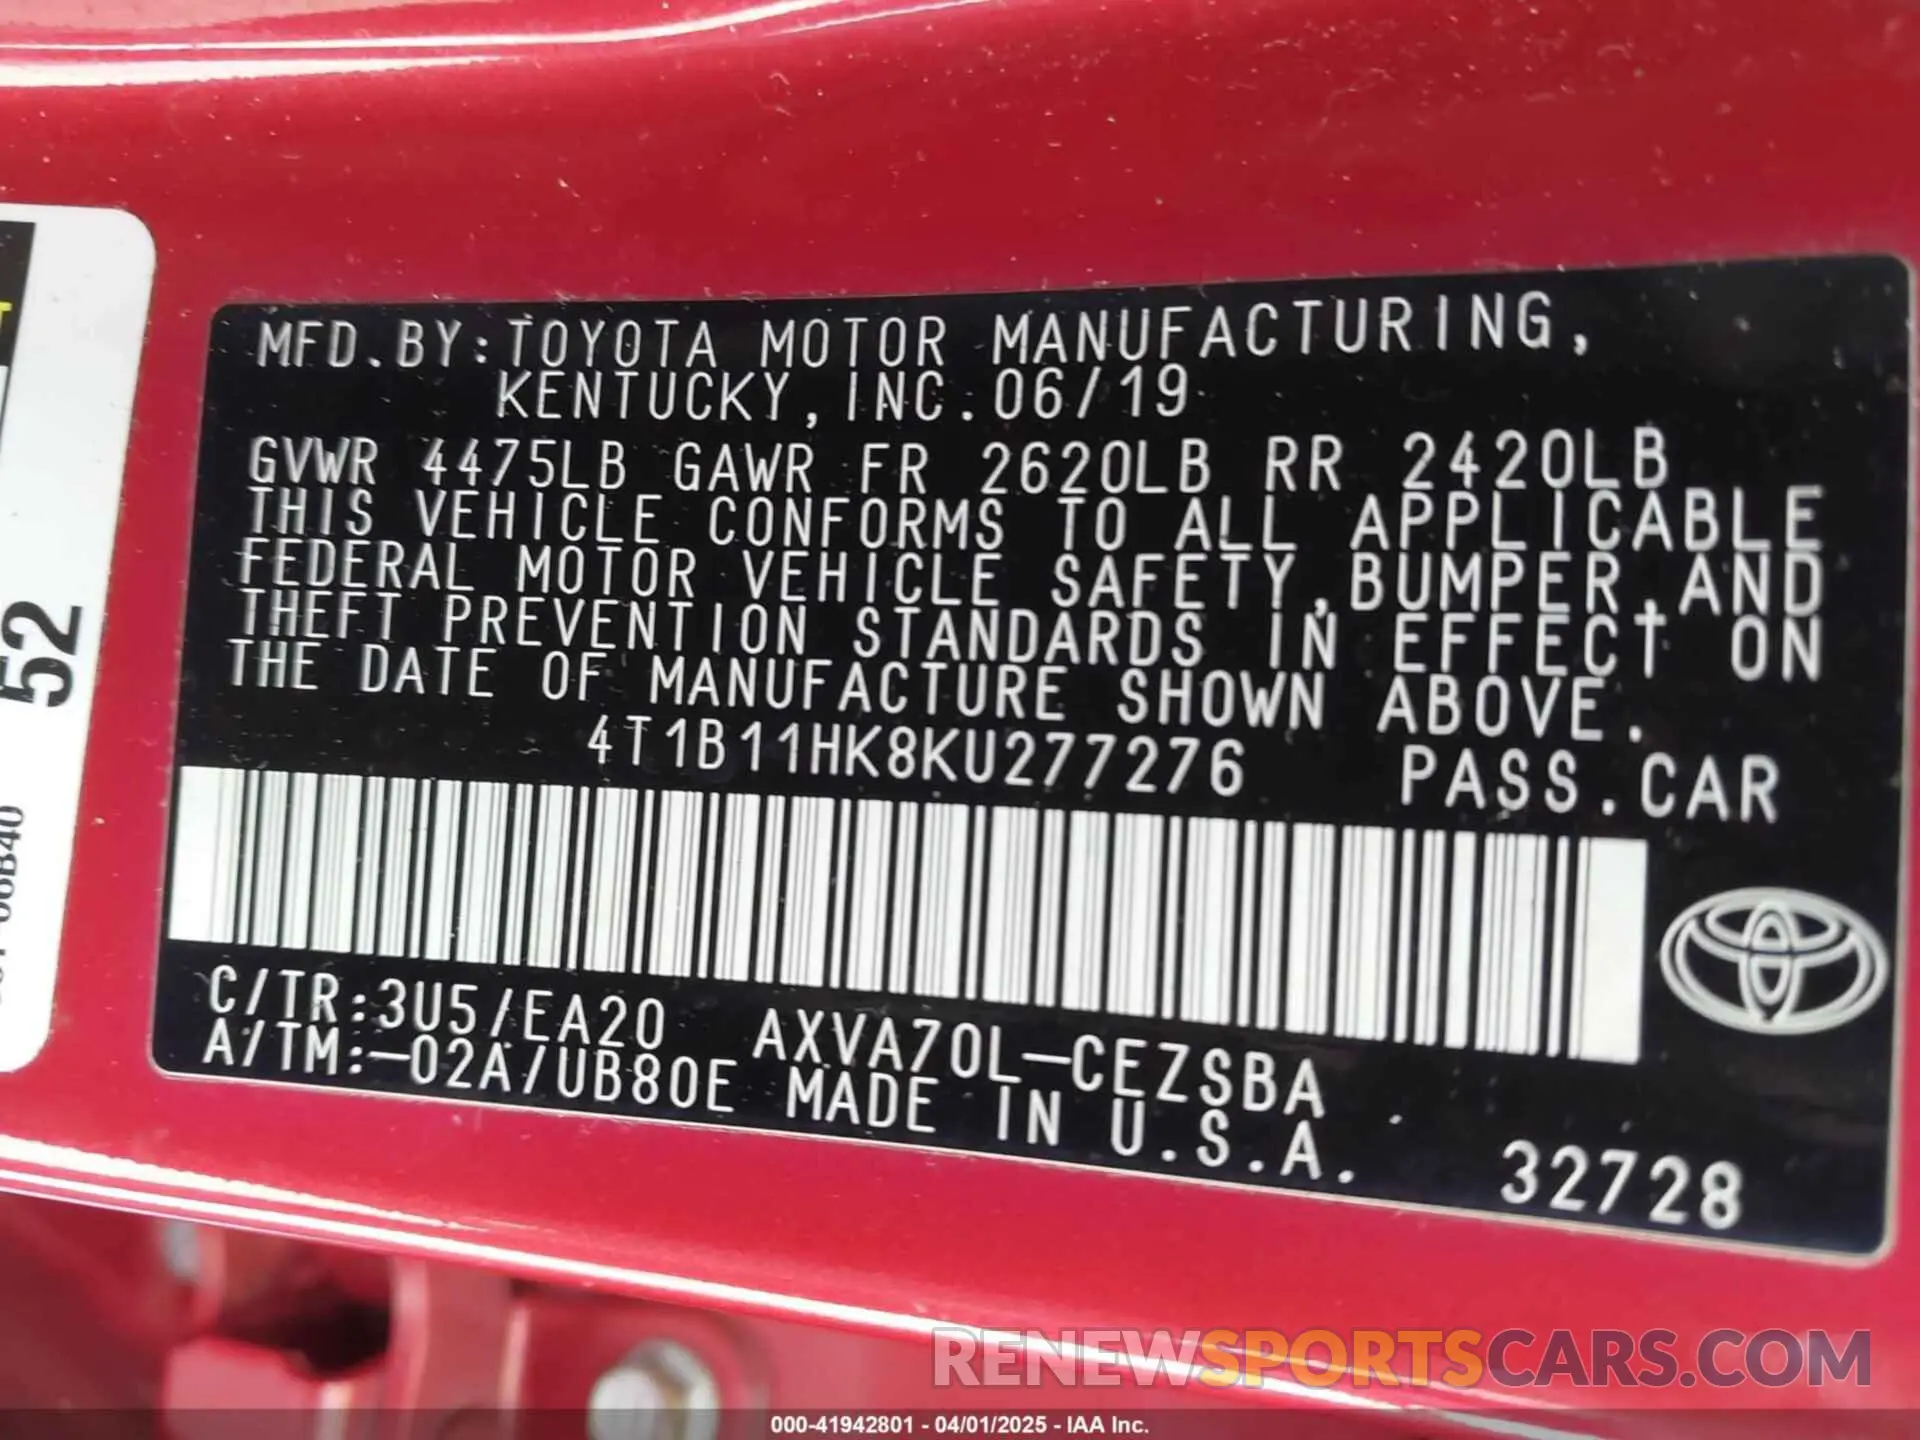 MFD.BY:TOYOTA MOTOR MANUFACTURING,
KENTUCKY,INC.06/19
GVWR 4475LB GAWR FR 2620LB RR 2420LB
THIS VEHICLE CONFORMS TO ALL APPLICABLE
FEDERAL MOTOR VEHICLE SAFETY,BUMPER,AND
THEFT PREVENTION STANDARDS IN EFFECT ON
THE DATE OF MANUFACTURE SHOWN ABOVE.
4T1B11HK8KU277276 PASS.CAR
C/TR:3U5/EA20 AXVA70L-CEZSBA
A/TM:-02A/UB80E MADE IN U.S.A.
32728
52
RENEWSPORTSCARS.COM
000-41942801 - 04/01/2025 - IAA Inc.